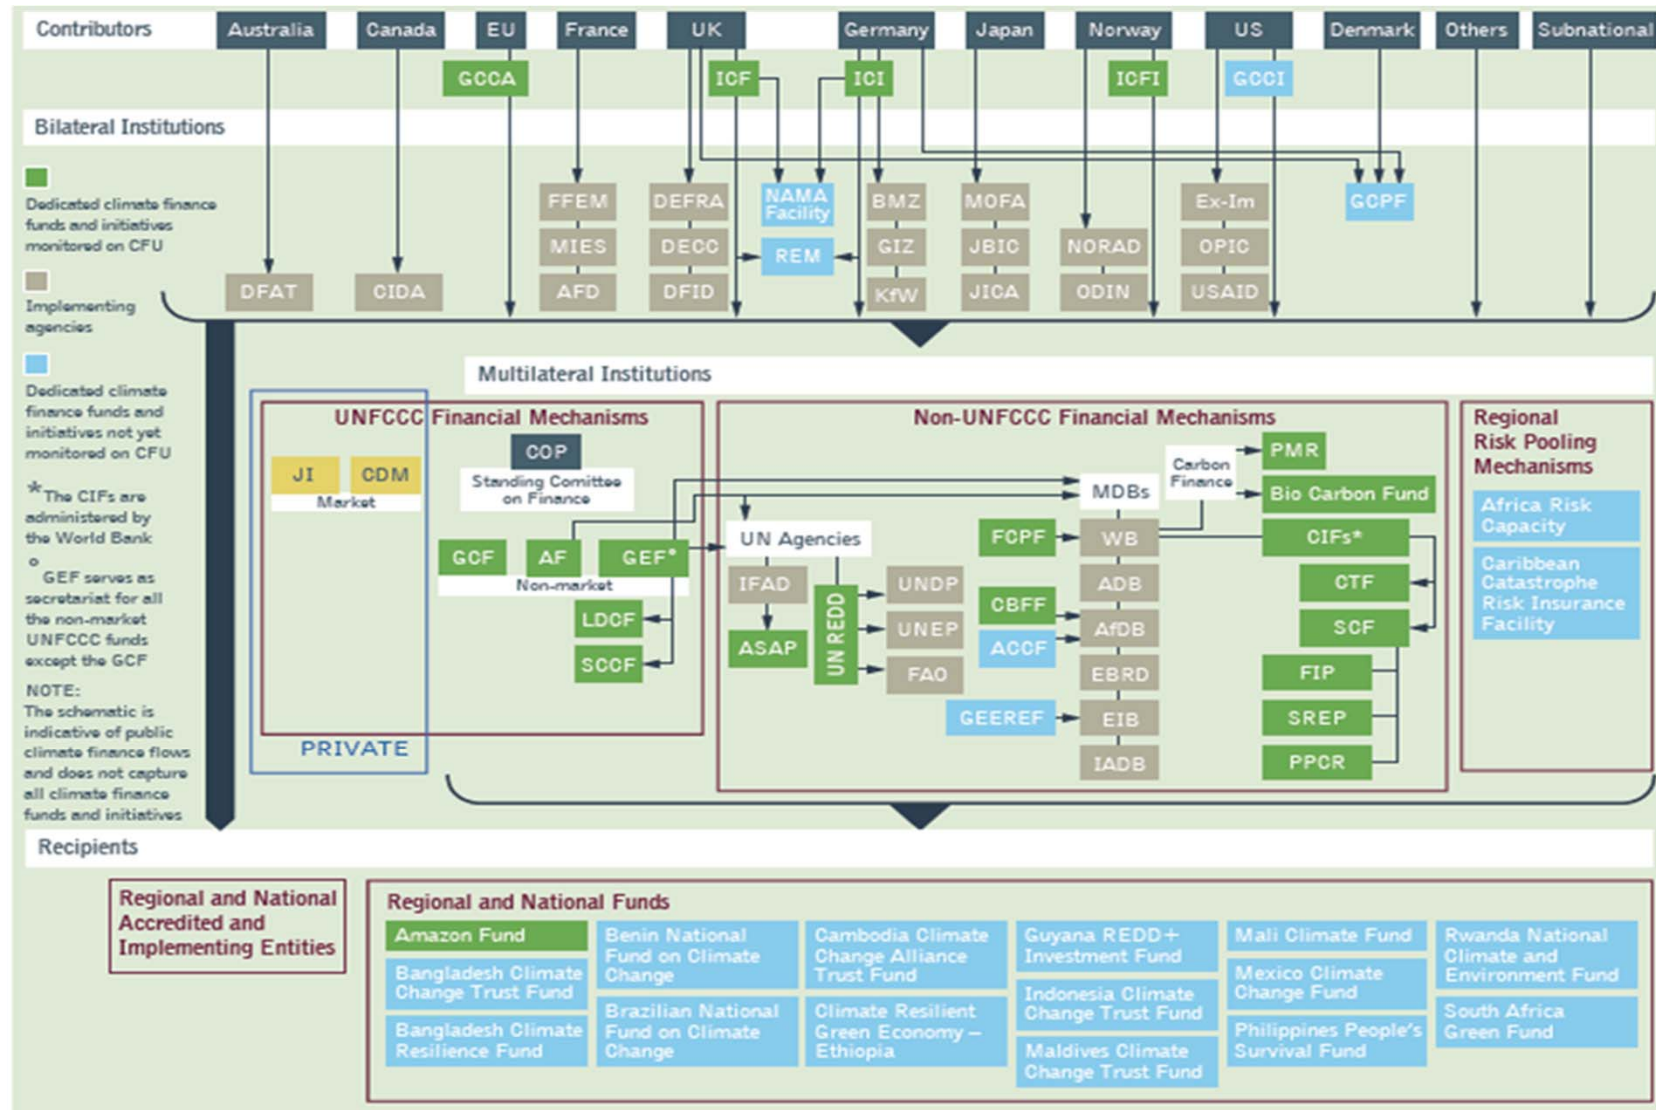 Contributors
Australia
Canada
EU
France
UK
Germany
Japan
Norway
US
Denmark
Others
Subnational
GCCA
ICF
ICI
ICFI
GCCI
Bilateral Institutions
Dedicated climate finance
funds and initiatives
monitored on CFU
Implementing
agencies
Dedicated climate
finance funds and
initiatives not yet
monitored on CFU
*The CIFs are
administered by
the World Bank
°
GEF serves as
secretariat for all
the non-market
UNFCCC funds
except the GCF
NOTE:
The schematic is
indicative of public
climate finance flows
and does not capture
all climate finance
funds and initiatives
DFAT
CIDA
FFEM
MIES
AFD
DEFRA
DECC
DFID
NAMA
Facility
REM
BMZ
GIZ
KfW
MOFA
JBIC
JICA
NORAD
ODIN
Ex-Im
OPIC
USAID
GCPF
Multilateral Institutions
UNFCCC Financial Mechanisms
JI
CDM
Market
COP
Standing Comittee
on Finance
GCF
AF
GEF°
Non-market
LDCF
SCCF
PRIVATE
Non-UNFCCC Financial Mechanisms
UN Agencies
IFAD
ASAP
UN REDD
UNDP
UNEP
FAO
FCPF
CBFF
ACCF
GEEREF
MDBs
WB
ADB
AfDB
EBRD
EIB
IADB
Carbon
Finance
PMR
Bio Carbon Fund
CIFs*
CTF
SCF
FIP
SREP
PPCR
Regional
Risk Pooling
Mechanisms
Africa Risk
Capacity
Caribbean
Catastrophe
Risk Insurance
Facility
Recipients
Regional and National
Accredited and
Implementing Entities
Regional and National Funds
Amazon Fund
Bangladesh Climate
Change Trust Fund
Bangladesh Climate
Resilience Fund
Benin National
Fund on Climate
Change
Brazilian National
Fund on Climate
Change
Cambodia Climate
Change Alliance
Trust Fund
Climate Resilient
Green Economy –
Ethiopia
Guyana REDD+
Investment Fund
Indonesia Climate
Change Trust Fund
Maldives Climate
Change Trust Fund
Mali Climate Fund
Mexico Climate
Change Fund
Philippines People's
Survival Fund
Rwanda National
Climate and
Environment Fund
South Africa
Green Fund